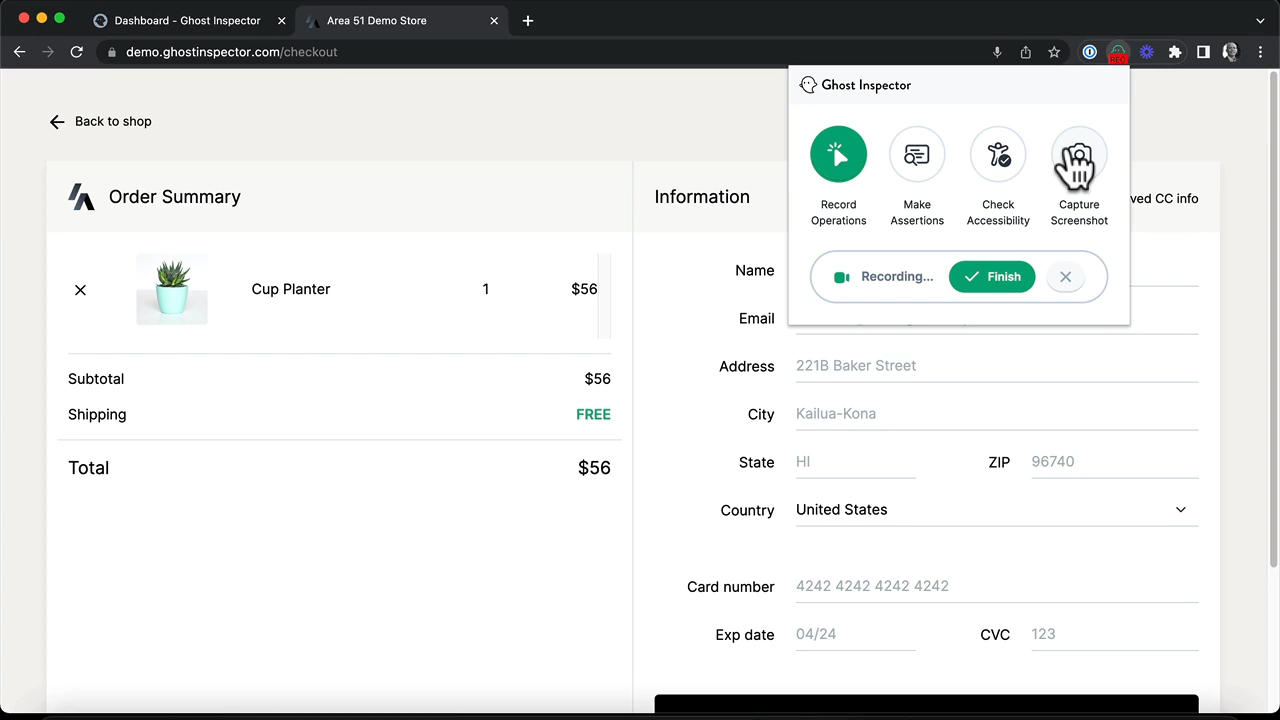 Dashboard - Ghost Inspector
Area 51 Demo Store
demo.ghostinspector.com/checkout
REC
Ghost Inspector
Record Operations
Make Assertions
Check Accessibility
Capture Screenshot
Recording...
Finish
Back to shop
Order Summary
Cup Planter 1 $56
Subtotal $56
Shipping FREE
Total $56
Information
CC info
Name
Email
Address 221B Baker Street
City Kailua-Kona
State HI ZIP 96740
Country United States
Card number 4242 4242 4242 4242
Exp date 04/24 CVC 123